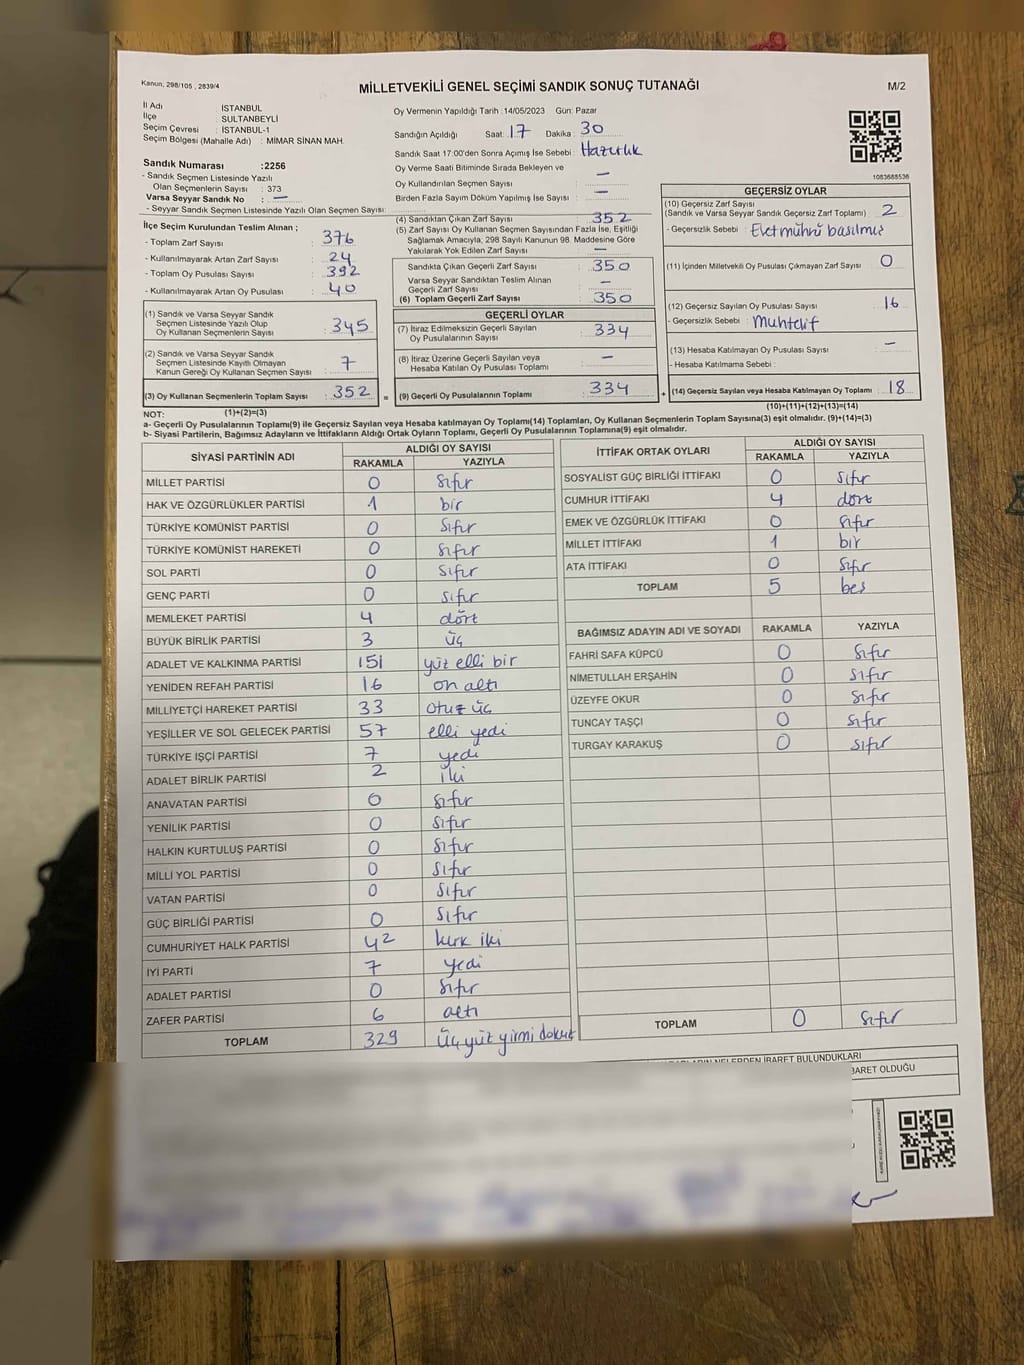 Kanun, 298/105 , 2839/4
MİLLETVEKİLİ GENEL SEÇİMİ SANDIK SONUÇ TUTANAĞI
M/2
İl Adı : İSTANBUL
İlçe : SULTANBEYLİ
Seçim Çevresi : İSTANBUL-1
Seçim Bölgesi (Mahalle Adı) : MİMAR SİNAN MAH.
Oy Vermenin Yapıldığı Tarih :14/05/2023 Gün: Pazar
Sandığın Açıldığı Saat: 17 Dakika : 30
Sandık Saat 17:00'den Sonra Açımış İse Sebebi : Hazırlık
Sandık Numarası :2256
- Sandık Seçmen Listesinde Yazılı
Olan Seçmenlerin Sayısı : 373
Varsa Seyyar Sandık No : —
- Seyyar Sandık Seçmen Listesinde Yazılı Olan Seçmen Sayısı:
Oy Verme Saati Bitiminde Sırada Bekleyen ve
Oy Kullandırılan Seçmen Sayısı : —
Birden Fazla Sayım Döküm Yapılmış İse Sayısı : —
1083688536
İlçe Seçim Kurulundan Teslim Alınan ;
- Toplam Zarf Sayısı : 376
- Kullanılmayarak Artan Zarf Sayısı : 24
- Toplam Oy Pusulası Sayısı : 392
- Kullanılmayarak Artan Oy Pusulası : 40
(1) Sandık ve Varsa Seyyar Sandık
Seçmen Listesinde Yazılı Olup
Oy Kullanan Seçmenlerin Sayısı : 345
(2) Sandık ve Varsa Seyyar Sandık
Seçmen Listesinde Kayıtlı Olmayan
Kanun Gereği Oy Kullanan Seçmen Sayısı : 7
(3) Oy Kullanan Seçmenlerin Toplam Sayısı : 352
(4) Sandıktan Çıkan Zarf Sayısı : 352
(5) Zarf Sayısı Oy Kullanan Seçmen Sayısından Fazla İse, Eşitliği
Sağlamak Amacıyla, 298 Sayılı Kanunun 98. Maddesine Göre
Yakılarak Yok Edilen Zarf Sayısı : —
Sandıkta Çıkan Geçerli Zarf Sayısı : 350
Varsa Seyyar Sandıktan Teslim Alınan
Geçerli Zarf Sayısı : —
(6) Toplam Geçerli Zarf Sayısı : 350
GEÇERLİ OYLAR
(7) İtiraz Edilmeksizin Geçerli Sayılan
Oy Pusulalarının Sayısı : 334
(8) İtiraz Üzerine Geçerli Sayılan veya
Hesaba Katılan Oy Pusulası Toplamı : —
= (9) Geçerli Oy Pusulalarının Toplamı : 334
GEÇERSİZ OYLAR
(10) Geçersiz Zarf Sayısı
(Sandık ve Varsa Seyyar Sandık Geçersiz Zarf Toplamı) : 2
- Geçersizlik Sebebi : Evet mührü basılmış
(11) İçinden Milletvekili Oy Pusulası Çıkmayan Zarf Sayısı : 0
(12) Geçersiz Sayılan Oy Pusulası Sayısı : 16
- Geçersizlik Sebebi : Muhtelif
(13) Hesaba Katılmayan Oy Pusulası Sayısı : —
- Hesaba Katılmama Sebebi :
+ (14) Geçersiz Sayılan veya Hesaba Katılmayan Oy Toplamı : 18
NOT: (1)+(2)=(3)
(10)+(11)+(12)+(13)=(14)
a- Geçerli Oy Pusulalarının Toplamı(9) ile Geçersiz Sayılan veya Hesaba katılmayan Oy Toplamı(14) Toplamları, Oy Kullanan Seçmenlerin Toplam Sayısına(3) eşit olmalıdır. (9)+(14)=(3)
b- Siyasi Partilerin, Bağımsız Adayların ve İttifakların Aldığı Ortak Oyların Toplamı, Geçerli Oy Pusulalarının Toplamına(9) eşit olmalıdır.
SİYASİ PARTİNİN ADI ALDIĞI OY SAYISI
RAKAMLA YAZIYLA
MİLLET PARTİSİ 0 sıfır
HAK VE ÖZGÜRLÜKLER PARTİSİ 1 bir
TÜRKİYE KOMÜNİST PARTİSİ 0 sıfır
TÜRKİYE KOMÜNİST HAREKETİ 0 sıfır
SOL PARTİ 0 sıfır
GENÇ PARTİ 0 sıfır
MEMLEKET PARTİSİ 4 dört
BÜYÜK BİRLİK PARTİSİ 3 üç
ADALET VE KALKINMA PARTİSİ 151 yüz elli bir
YENİDEN REFAH PARTİSİ 16 on altı
MİLLİYETÇİ HAREKET PARTİSİ 33 otuz üç
YEŞİLLER VE SOL GELECEK PARTİSİ 57 elli yedi
TÜRKİYE İŞÇİ PARTİSİ 7 yedi
ADALET BİRLİK PARTİSİ 2 iki
ANAVATAN PARTİSİ 0 sıfır
YENİLİK PARTİSİ 0 sıfır
HALKIN KURTULUŞ PARTİSİ 0 sıfır
MİLLİ YOL PARTİSİ 0 sıfır
VATAN PARTİSİ 0 sıfır
GÜÇ BİRLİĞİ PARTİSİ 0 sıfır
CUMHURİYET HALK PARTİSİ 42 kırk iki
İYİ PARTİ 7 yedi
ADALET PARTİSİ 0 sıfır
ZAFER PARTİSİ 6 altı
TOPLAM 329 üç yüz yirmi dokuz
İTTİFAK ORTAK OYLARI ALDIĞI OY SAYISI
RAKAMLA YAZIYLA
SOSYALİST GÜÇ BİRLİĞİ İTTİFAKI 0 sıfır
CUMHUR İTTİFAKI 4 dört
EMEK VE ÖZGÜRLÜK İTTİFAKI 0 sıfır
MİLLET İTTİFAKI 1 bir
ATA İTTİFAKI 0 sıfır
TOPLAM 5 beş
BAĞIMSIZ ADAYIN ADI VE SOYADI RAKAMLA YAZIYLA
FAHRİ SAFA KÜPCÜ 0 sıfır
NİMETULLAH ERŞAHİN 0 sıfır
ÜZEYFE OKUR 0 sıfır
TUNCAY TAŞÇI 0 sıfır
TURGAY KARAKUŞ 0 sıfır
TOPLAM 0 sıfır
NELERDEN İBARET BULUNDUKLARI
BARET OLDUĞU